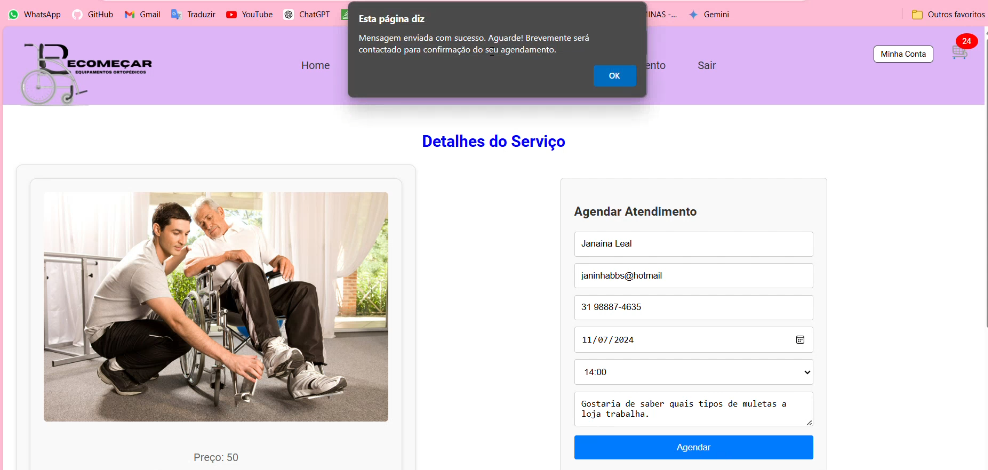 WhatsApp GitHub Gmail Traduzir YouTube ChatGPT INAS -... Gemini Outros favoritos
Esta página diz
Mensagem enviada com sucesso. Aguarde! Brevemente será
contactado para confirmação do seu agendamento.
OK
RECOMEÇAR
EQUIPAMENTOS ORTOPÉDICOS
Home ento Sair Minha Conta 24
Detalhes do Serviço
Preço: 50
Agendar Atendimento
Janaina Leal
janinhabbs@hotmail
31 98887-4635
11/07/2024
14:00
Gostaria de saber quais tipos de muletas a
loja trabalha.
Agendar